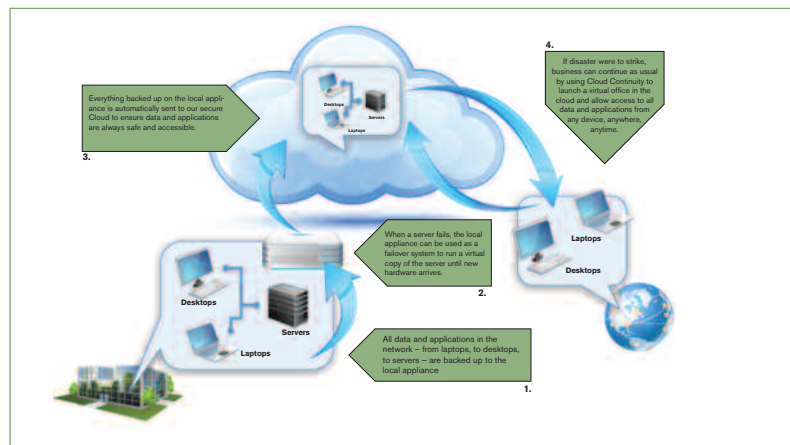 4.
If disaster were to strike,
business can continue as usual
by using Cloud Continuity to
launch a virtual office in the
cloud and allow access to all
data and applications from
any device, anywhere,
anytime.
Everything backed up on the local appli-
ance is automatically sent to our secure
Cloud to ensure data and applications
are always safe and accessible.
3.
Desktops
Servers
Laptops
When a server fails, the local
appliance can be used as a
failover system to run a virtual
copy of the server until new
hardware arrives.
2.
Laptops
Desktops
Desktops
Servers
Laptops
All data and applications in the
network – from laptops, to desktops,
to servers – are backed up to the
local appliance
1.